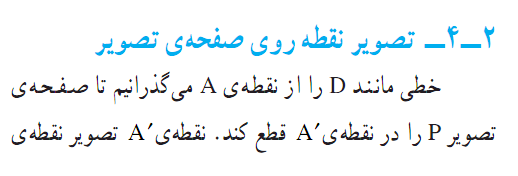 ۲ــ۴ــ تصویر نقطه روی صفحه‌ی تصویر
خطی مانند D را از نقطه‌ی A می‌گذرانیم تا صفحه‌ی
تصویر P را در نقطه‌ی A′ قطع کند. نقطه‌ی A′ تصویر نقطه‌ی